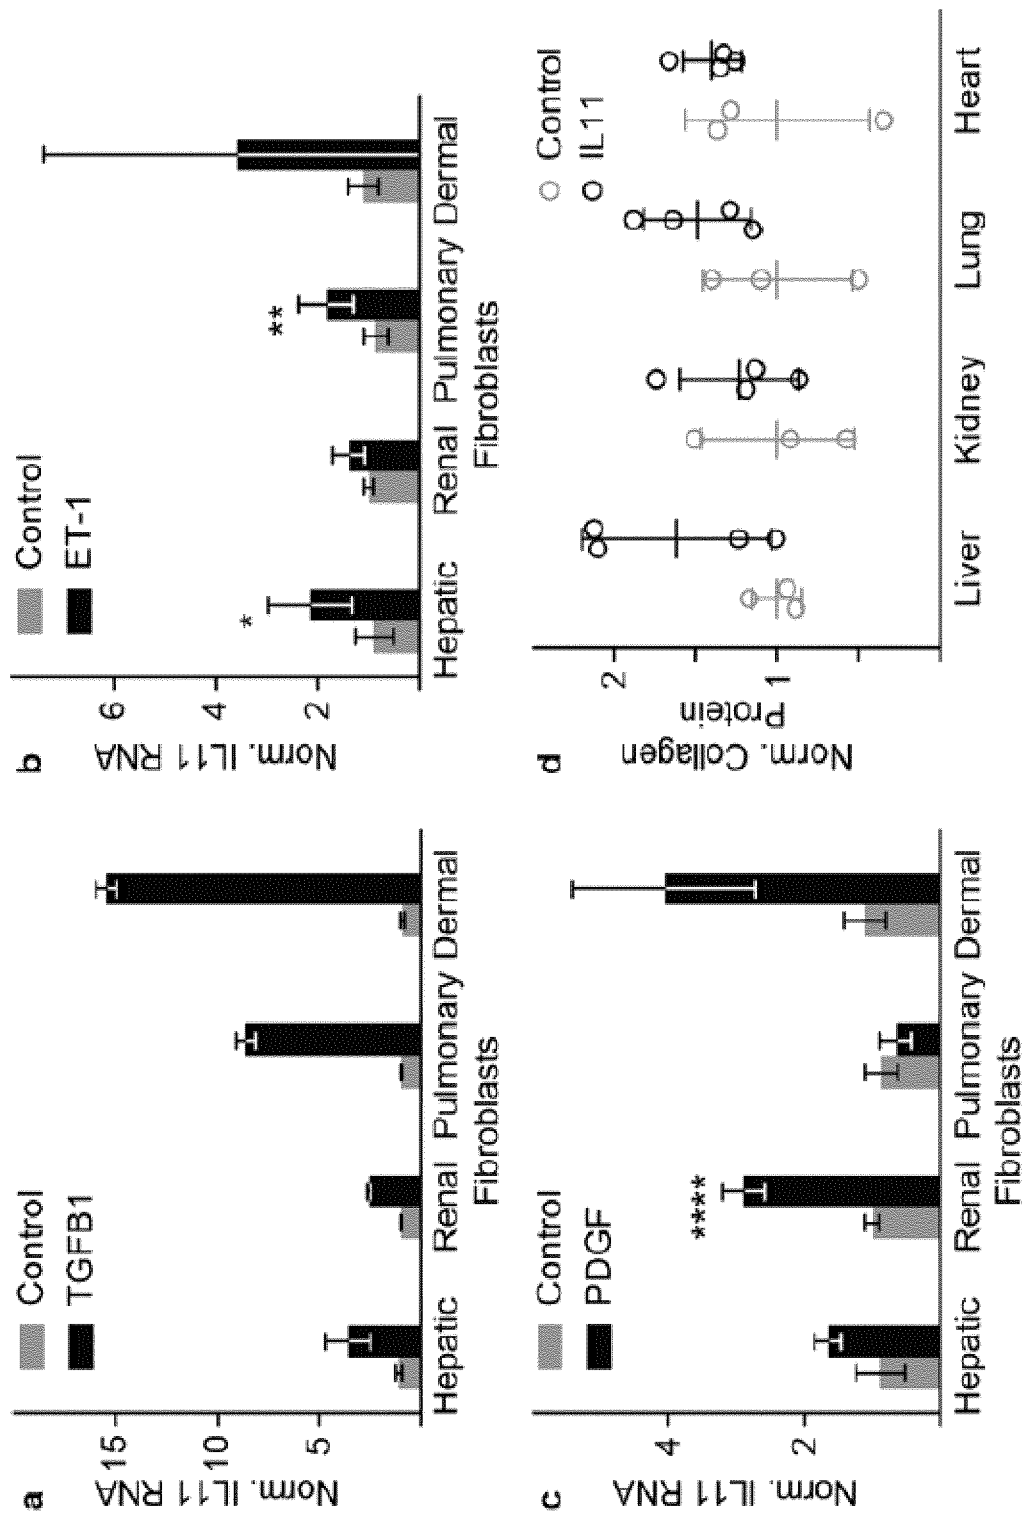 a
Norm. IL11 RNA
15
10
5
Control
TGFB1
Hepatic Renal Pulmonary Dermal
Fibroblasts
b
Norm. IL11 RNA
6
4
2
Control
ET-1
*
**
Hepatic Renal Pulmonary Dermal
Fibroblasts
c
Norm. IL11 RNA
4
2
Control
PDGF
****
Hepatic Renal Pulmonary Dermal
Fibroblasts
d
Norm. Collagen
Protein
2
1
Control
IL11
Liver Kidney Lung Heart